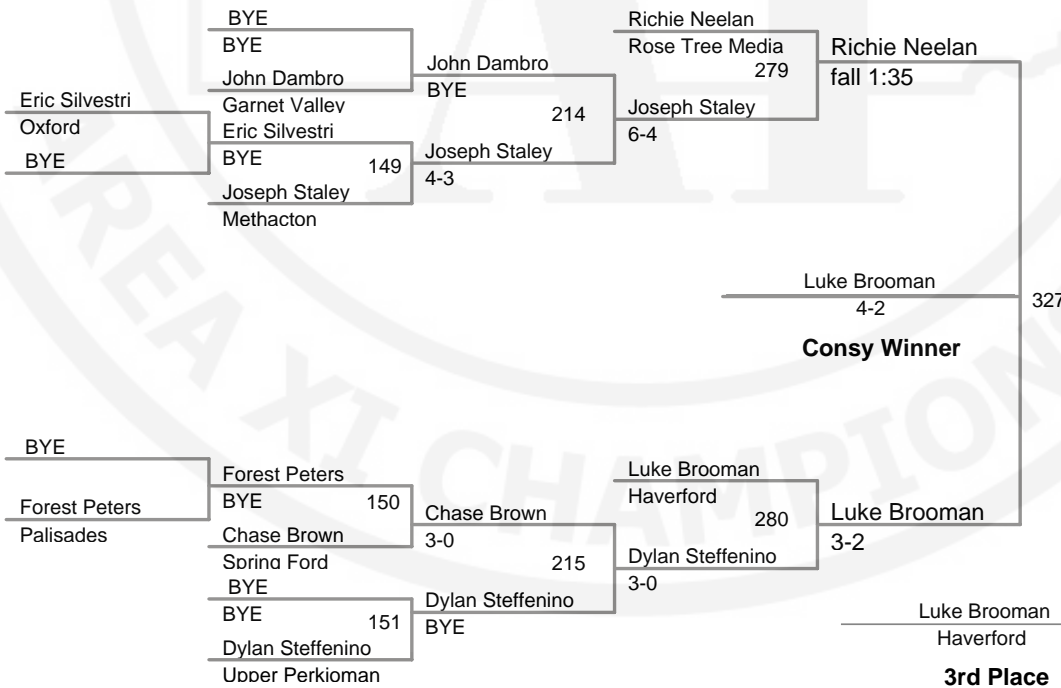 BYE
BYE
John Dambro
Garnet Valley
Eric Silvestri
Oxford
BYE
Eric Silvestri
BYE
149
Joseph Staley
Methacton
John Dambro
BYE
214
Joseph Staley
4-3
Richie Neelan
Rose Tree Media
279
Joseph Staley
6-4
Richie Neelan
fall 1:35
Luke Brooman
4-2
327
Consy Winner
BYE
Forest Peters
Palisades
Forest Peters
BYE
150
Chase Brown
Spring Ford
BYE
BYE
151
Dylan Steffenino
Upper Perkioman
Chase Brown
3-0
215
Dylan Steffenino
BYE
Luke Brooman
Haverford
280
Dylan Steffenino
3-0
Luke Brooman
3-2
Luke Brooman
Haverford
3rd Place
REA XI CHAMPION